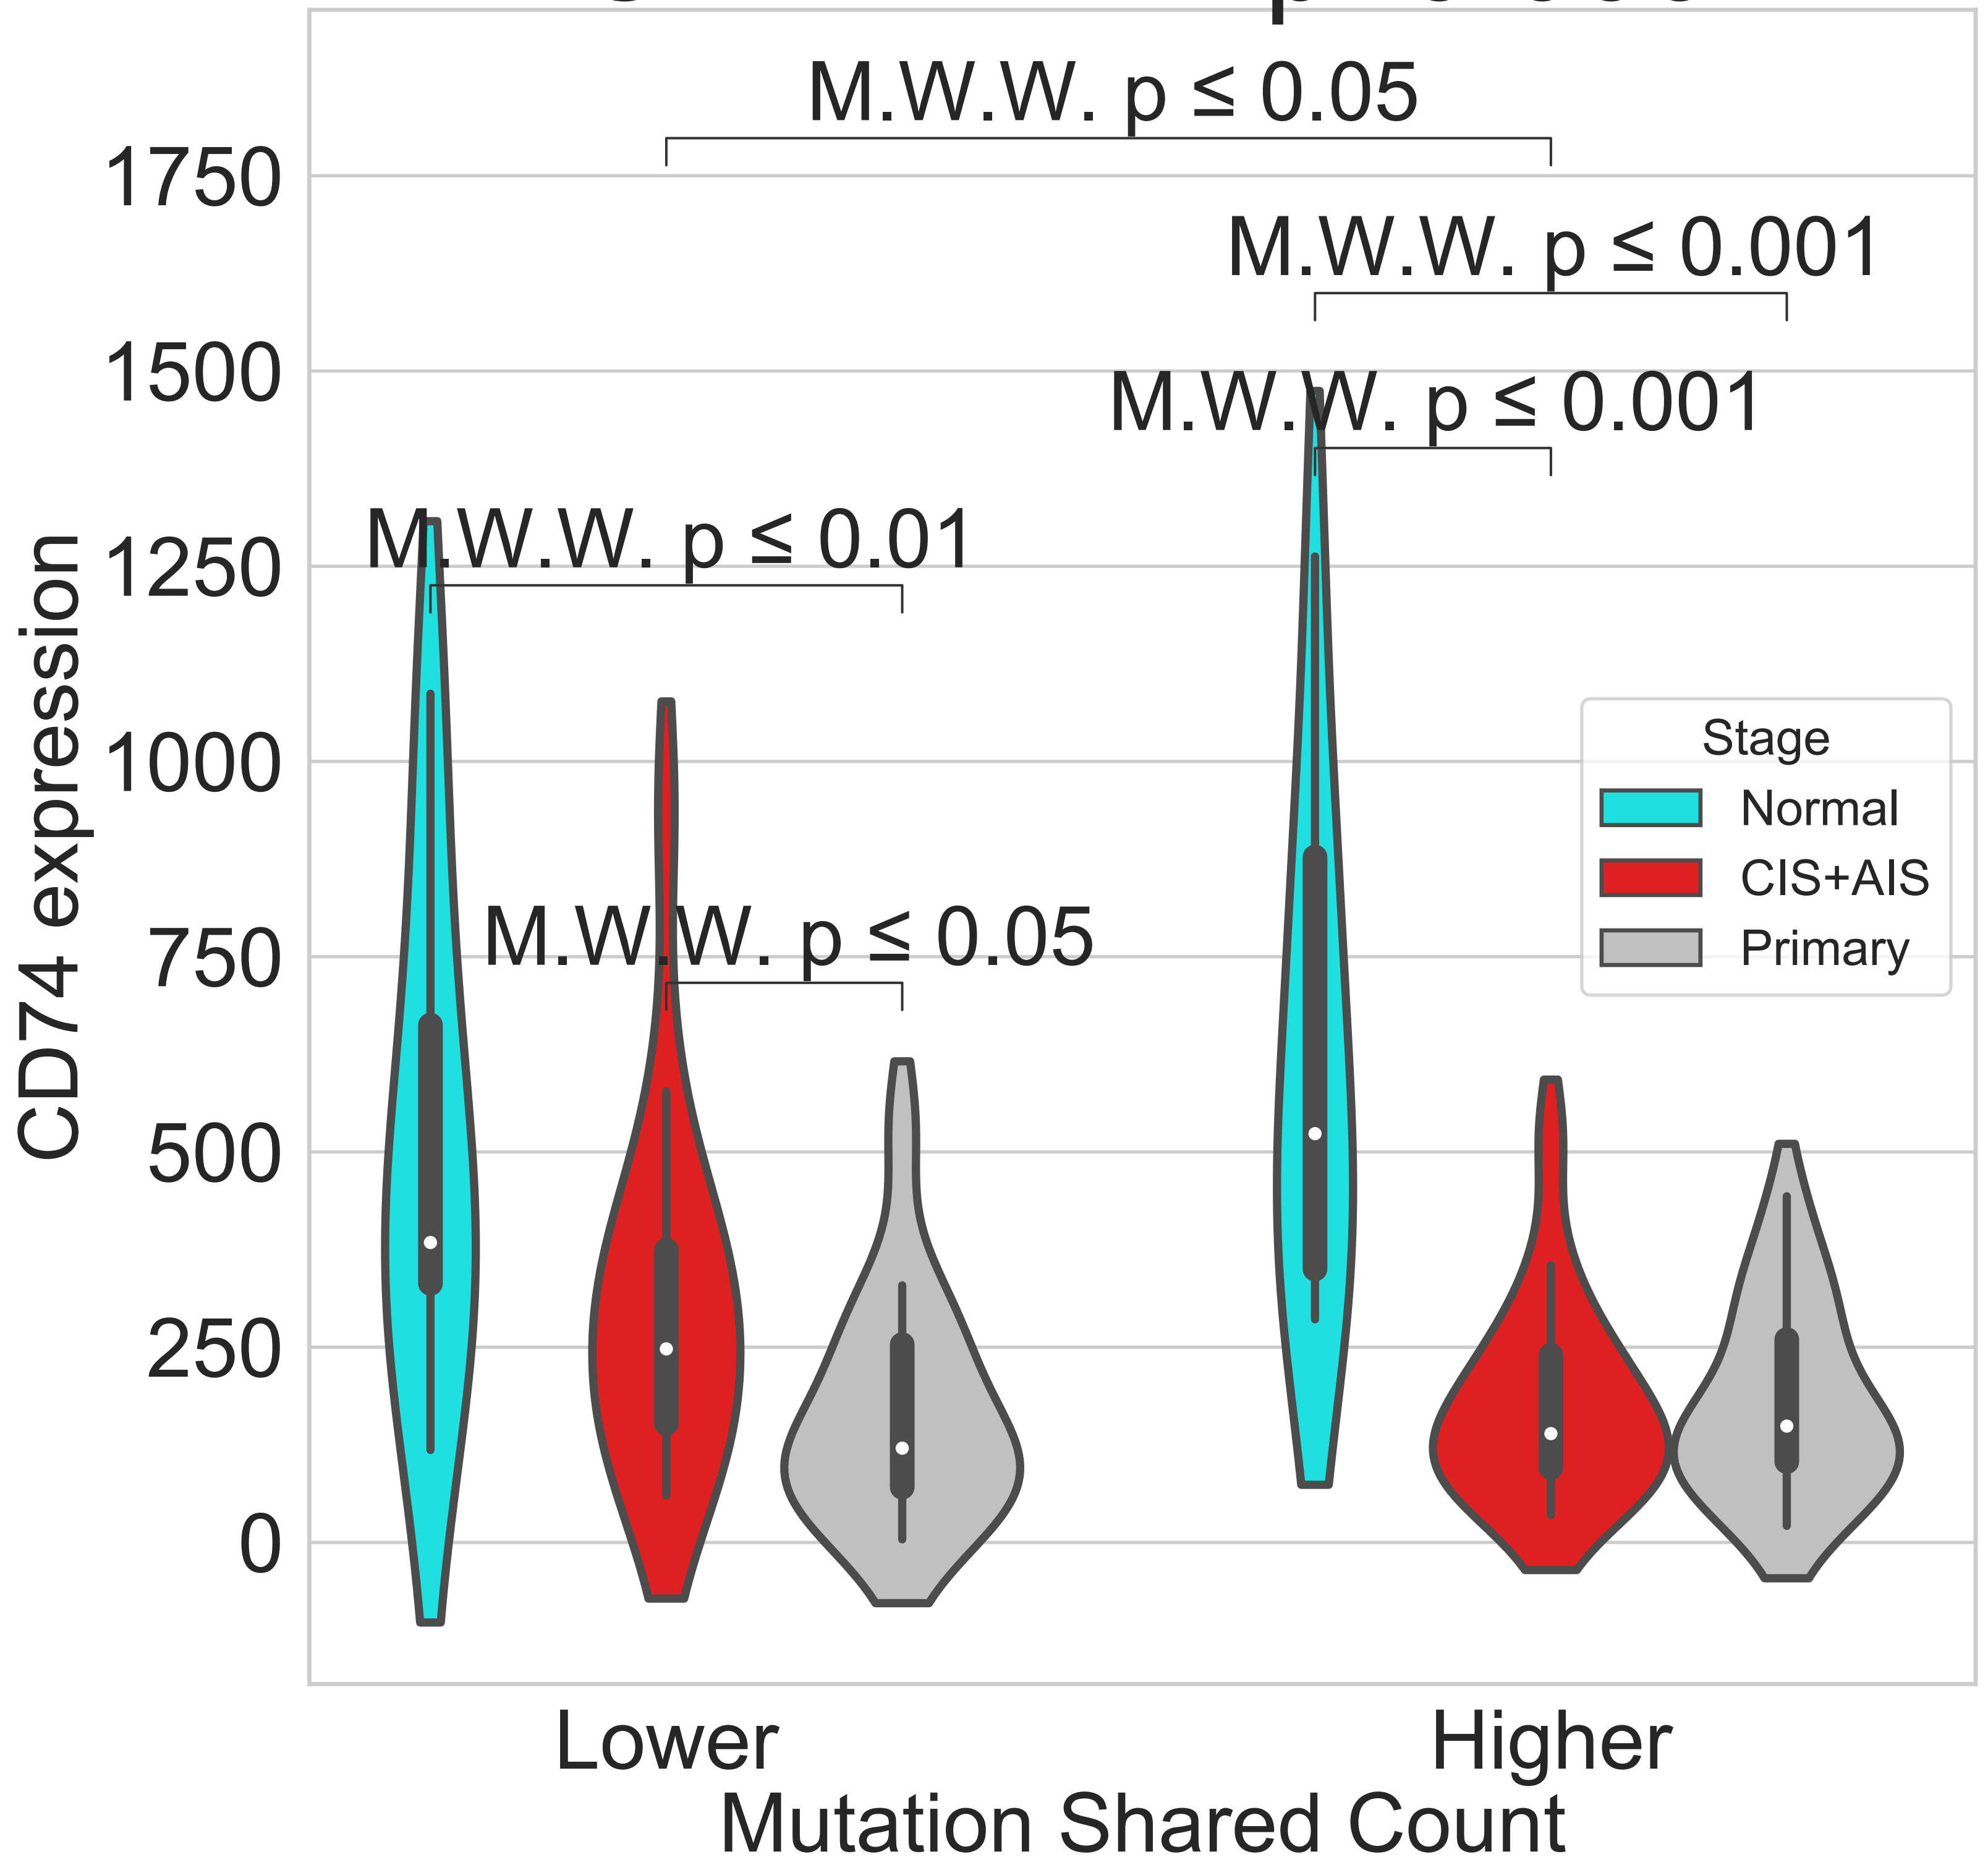 M.W.W. p ≤ 0.05
1750
M.W.W. p ≤ 0.001
1500
M.W.W. p ≤ 0.001
M.W.W. p ≤ 0.01
1250
CD74 expression
1000
Stage
Normal
CIS+AIS
Primary
M.W.W. p ≤ 0.05
750
500
250
0
Lower
Higher
Mutation Shared Count